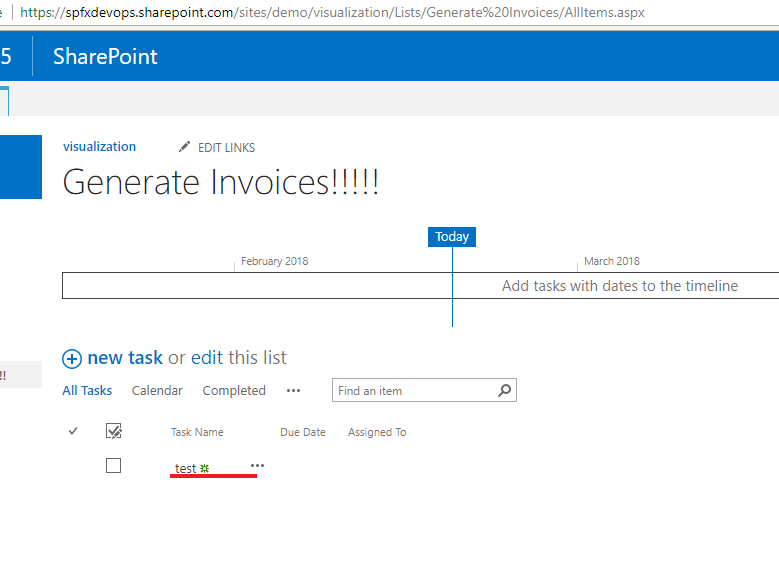 https://spfxdevops.sharepoint.com/sites/demo/visualization/Lists/Generate%20Invoices/AllItems.aspx
5 SharePoint
visualization EDIT LINKS
Generate Invoices!!!!!
Today
February 2018 March 2018
Add tasks with dates to the timeline
new task or edit this list
!!
All Tasks Calendar Completed ••• Find an item
Task Name Due Date Assigned To
test •••